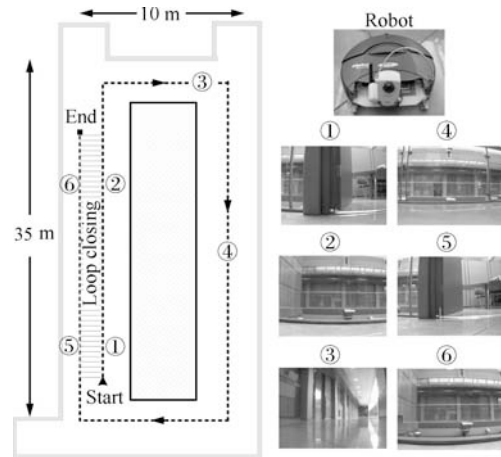 10 m
Robot
③
①
④
End
⑥
②
Loop closing
35 m
④
②
⑤
⑤
①
Start
③
⑥